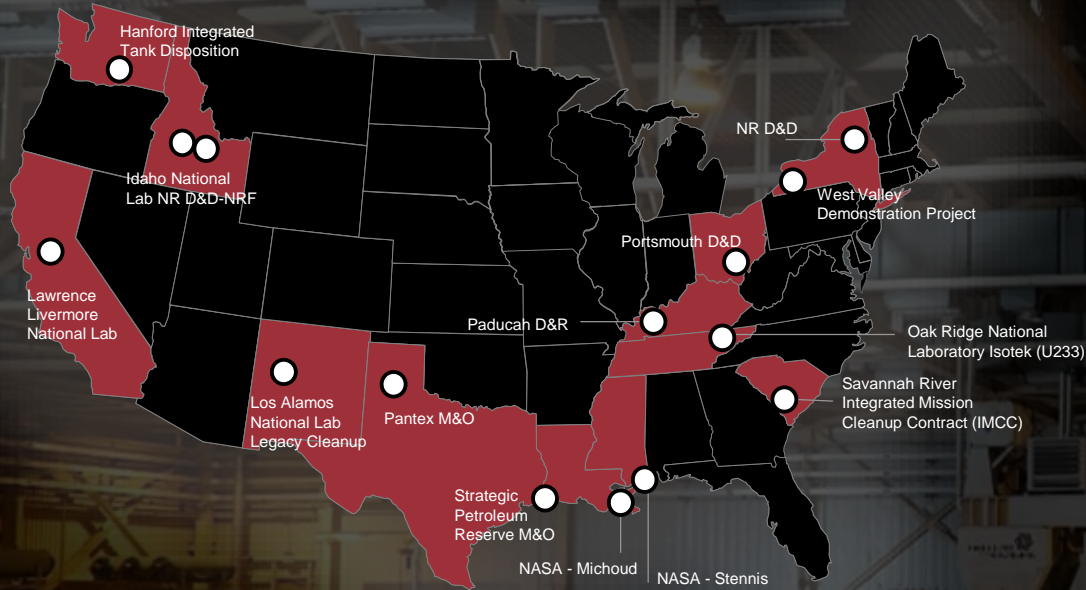 Hanford Integrated
Tank Disposition
NR D&D
Idaho National
Lab NR D&D-NRF
West Valley
Demonstration Project
Portsmouth D&D
Lawrence
Livermore
National Lab
Paducah D&R
Oak Ridge National
Laboratory Isotek (U233)
Savannah River
Integrated Mission
Cleanup Contract (IMCC)
Los Alamos
National Lab
Legacy Cleanup
Pantex M&O
Strategic
Petroleum
Reserve M&O
NASA - Michoud
NASA - Stennis